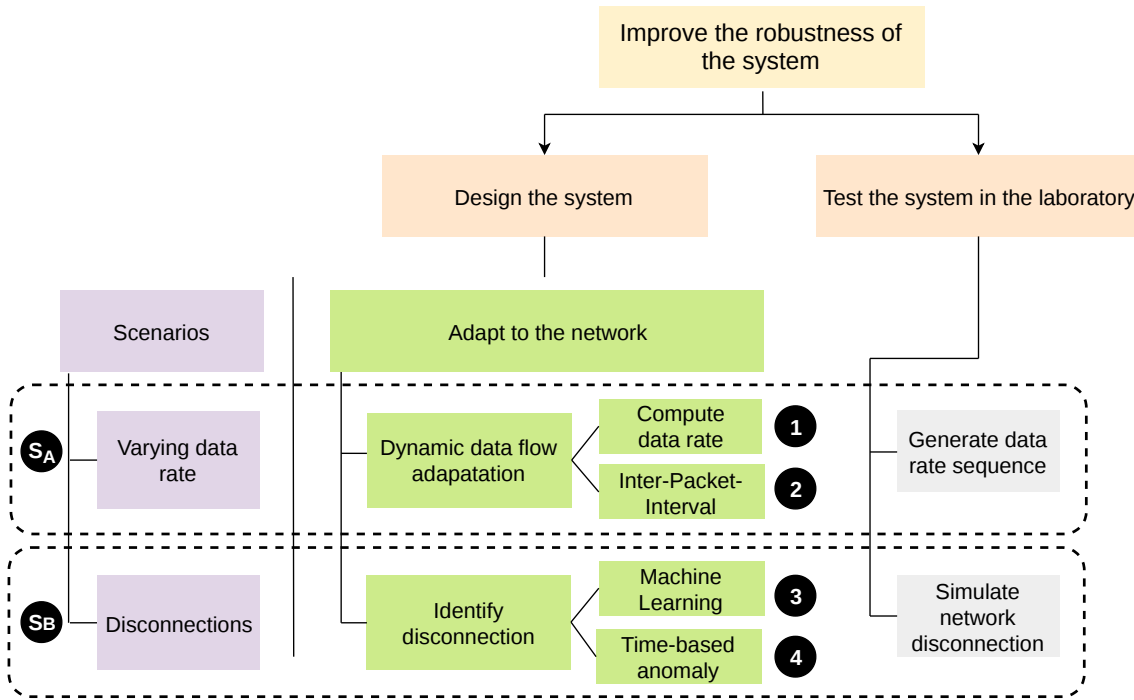 Improve the robustness of
the system
Design the system
Test the system in the laboratory
Scenarios
Adapt to the network
SA
Varying data
rate
Dynamic data flow
adapatation
Compute
data rate
1
Inter-Packet-
Interval
2
Generate data
rate sequence
SB
Disconnections
Identify
disconnection
Machine
Learning
3
Time-based
anomaly
4
Simulate
network
disconnection